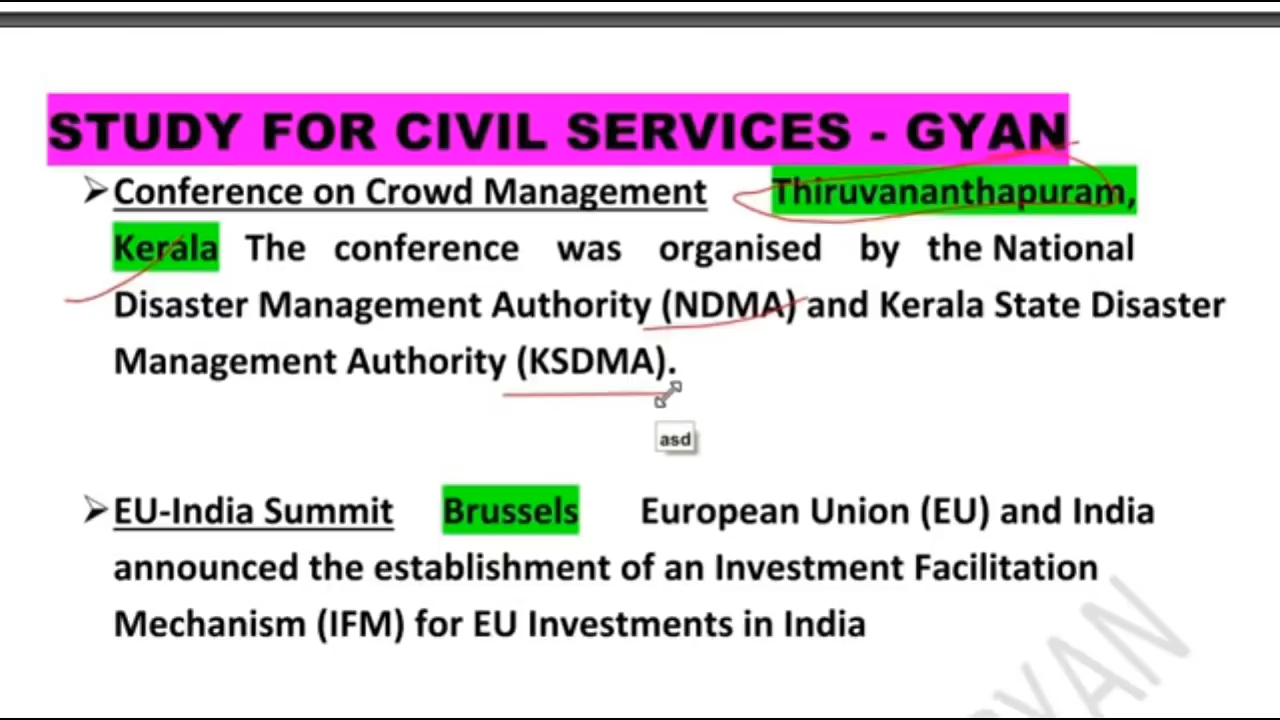 STUDY FOR CIVIL SERVICES - GYAN
Conference on Crowd Management Thiruvananthapuram,
Kerala The conference was organised by the National
Disaster Management Authority (NDMA) and Kerala State Disaster
Management Authority (KSDMA).
asd
EU-India Summit Brussels European Union (EU) and India
announced the establishment of an Investment Facilitation
Mechanism (IFM) for EU Investments in India
YAN